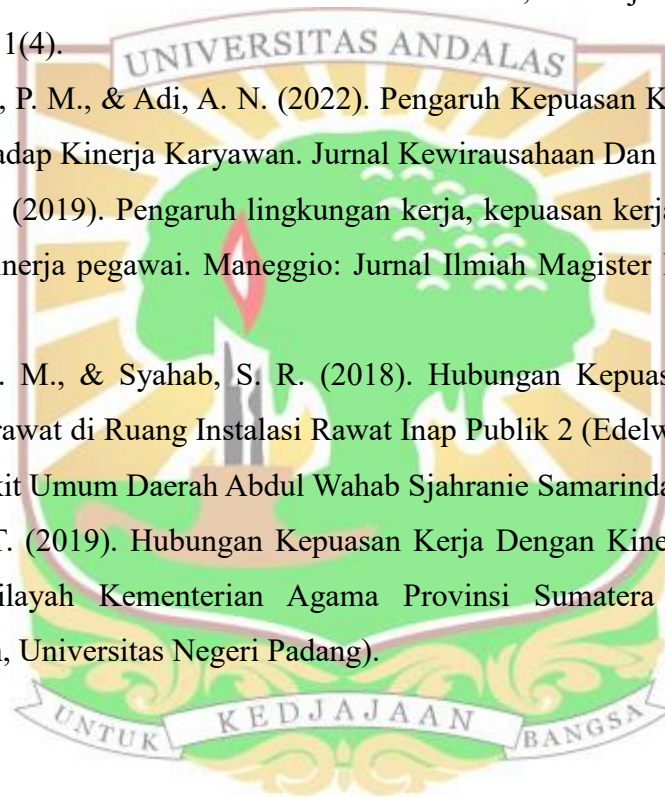 1(4).
UNIVERSITAS ANDALAS
, P. M., & Adi, A. N. (2022). Pengaruh Kepuasan K
adap Kinerja Karyawan. Jurnal Kewirausahaan Dan
(2019). Pengaruh lingkungan kerja, kepuasan kerja
inerja pegawai. Maneggio: Jurnal Ilmiah Magister
. M., & Syahab, S. R. (2018). Hubungan Kepuas
rawat di Ruang Instalasi Rawat Inap Publik 2 (Edelw
kit Umum Daerah Abdul Wahab Sjahranie Samarinda
T. (2019). Hubungan Kepuasan Kerja Dengan Kine
ilayah Kementerian Agama Provinsi Sumatera
, Universitas Negeri Padang).
UNTUK KEDJAJAAN BANGSA